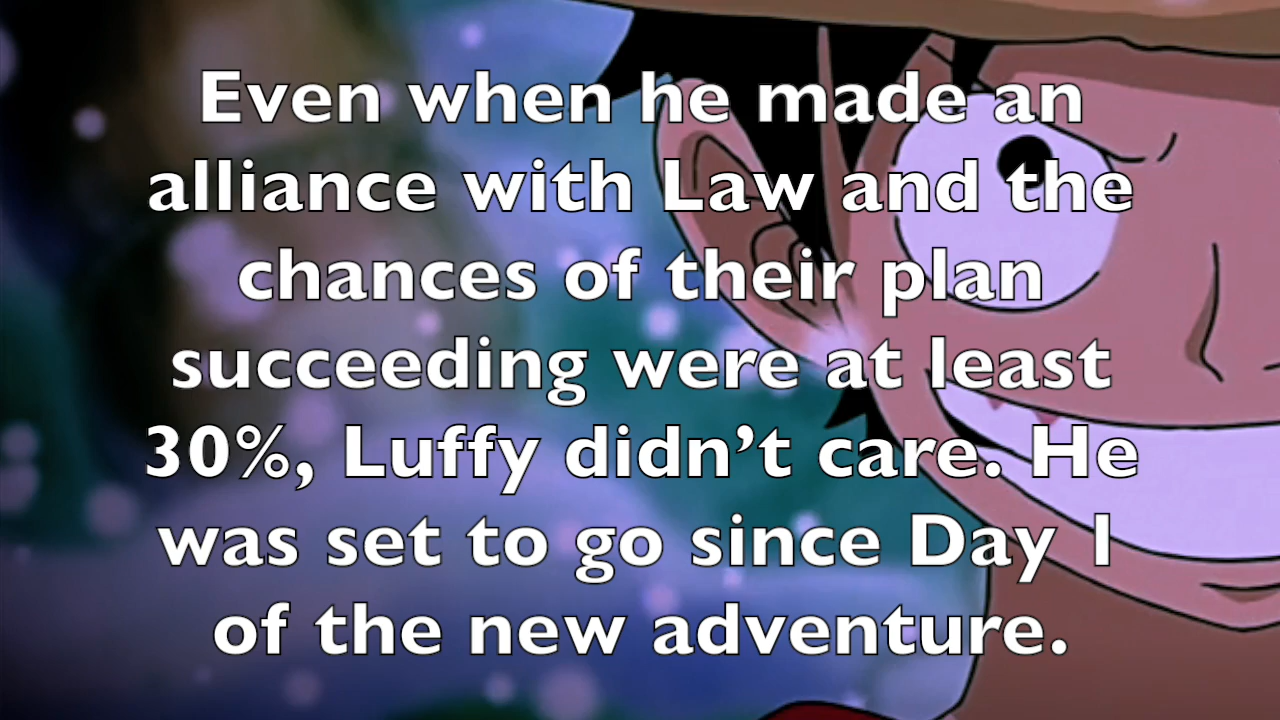 Even when he made an
alliance with Law and the
chances of their plan
succeeding were at least
30%, Luffy didn’t care. He
was set to go since Day 1
of the new adventure.